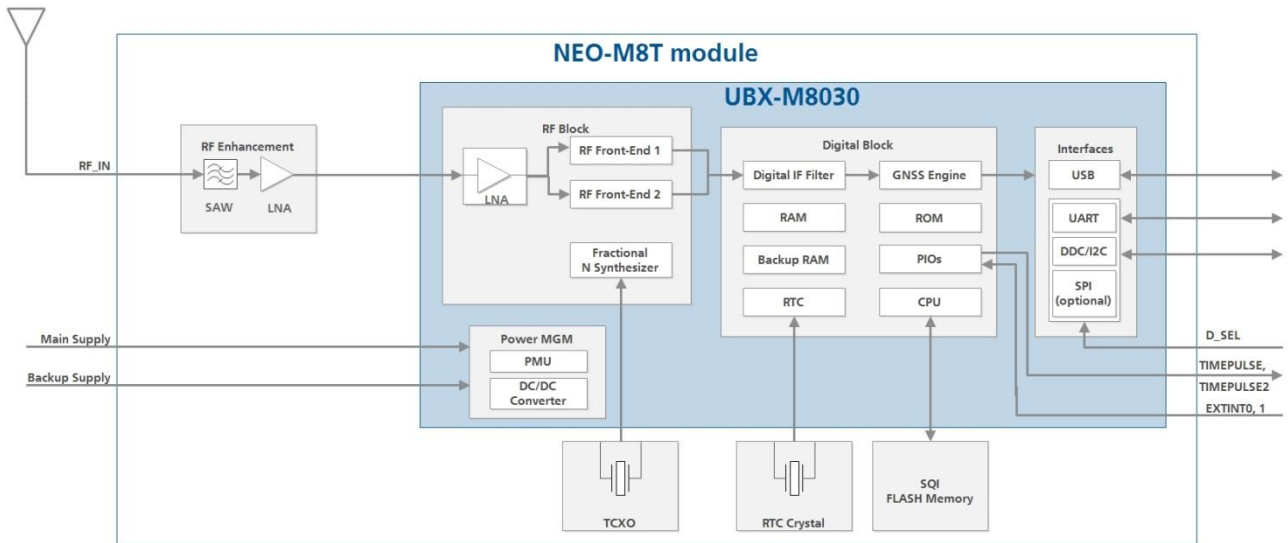 NEO-M8T module
UBX-M8030
RF Enhancement
SAW LNA
RF_IN
RF Block
LNA
RF Front-End 1
RF Front-End 2
Fractional
N Synthesizer
Digital Block
Digital IF Filter
GNSS Engine
RAM
ROM
Backup RAM
PIOs
RTC
CPU
Interfaces
USB
UART
DDC/I2C
SPI
(optional)
D_SEL
TIMEPULSE,
TIMEPULSE2
EXTINT0, 1
Main Supply
Backup Supply
Power MGM
PMU
DC/DC
Converter
TCXO
RTC Crystal
SQI
FLASH Memory